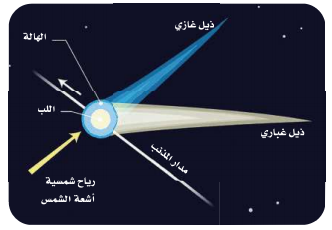 ذيل غازي
الهالة
اللب
ذيل غباري
مدار المذنب
رياح شمسية
أشعة الشمس